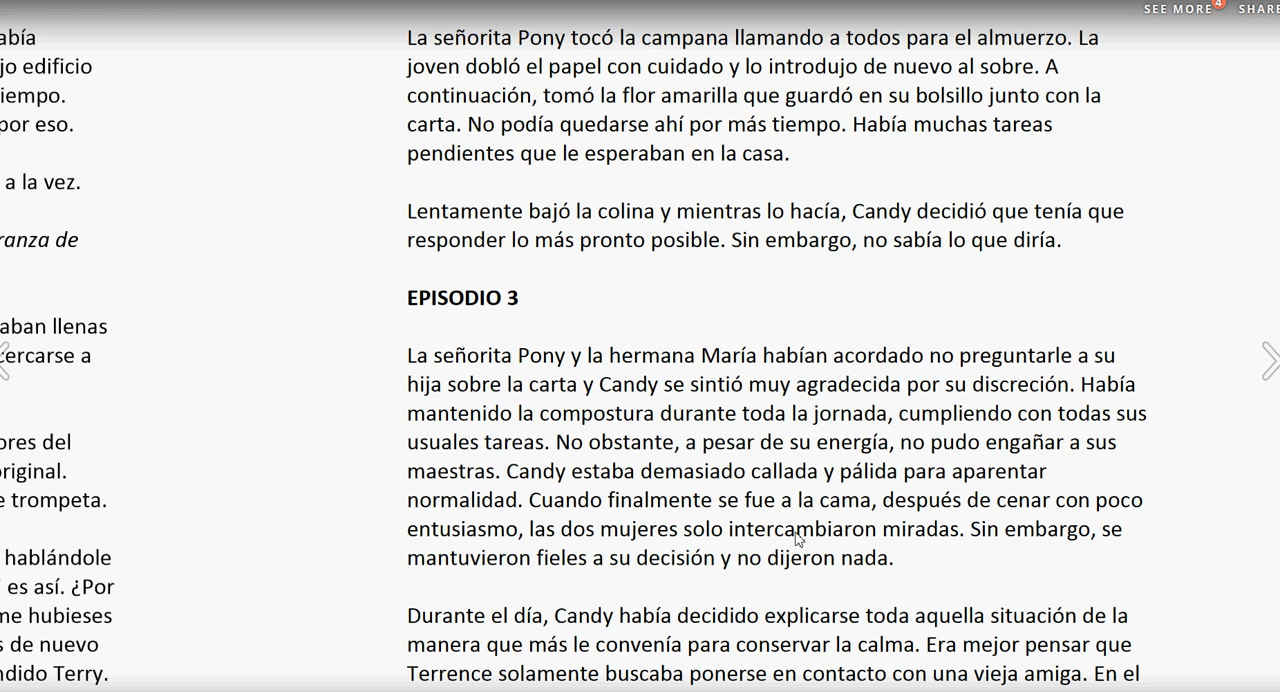 SEE MORE 4 SHARE
abía
jo edificio
iempo.
por eso.
a la vez.
ranza de
aban llenas
cercarse a
ores del
original.
e trompeta.
hablándole
es así. ¿Por
me hubieses
s de nuevo
ndido Terry.
La señorita Pony tocó la campana llamando a todos para el almuerzo. La
joven dobló el papel con cuidado y lo introdujo de nuevo al sobre. A
continuación, tomó la flor amarilla que guardó en su bolsillo junto con la
carta. No podía quedarse ahí por más tiempo. Había muchas tareas
pendientes que le esperaban en la casa.
Lentamente bajó la colina y mientras lo hacía, Candy decidió que tenía que
responder lo más pronto posible. Sin embargo, no sabía lo que diría.
EPISODIO 3
La señorita Pony y la hermana María habían acordado no preguntarle a su
hija sobre la carta y Candy se sintió muy agradecida por su discreción. Había
mantenido la compostura durante toda la jornada, cumpliendo con todas sus
usuales tareas. No obstante, a pesar de su energía, no pudo engañar a sus
maestras. Candy estaba demasiado callada y pálida para aparentar
normalidad. Cuando finalmente se fue a la cama, después de cenar con poco
entusiasmo, las dos mujeres solo intercambiaron miradas. Sin embargo, se
mantuvieron fieles a su decisión y no dijeron nada.
Durante el día, Candy había decidido explicarse toda aquella situación de la
manera que más le convenía para conservar la calma. Era mejor pensar que
Terrence solamente buscaba ponerse en contacto con una vieja amiga. En el